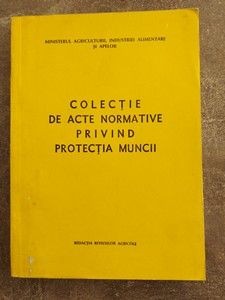 MINISTERUL AGRICULTURII, INDUSTRIEI ALIMENTARE
ȘI APELOR
COLECȚIE
DE ACTE NORMATIVE
PRIVIND
PROTECȚIA MUNCII
REDACȚIA REVISTELOR AGRICOLE